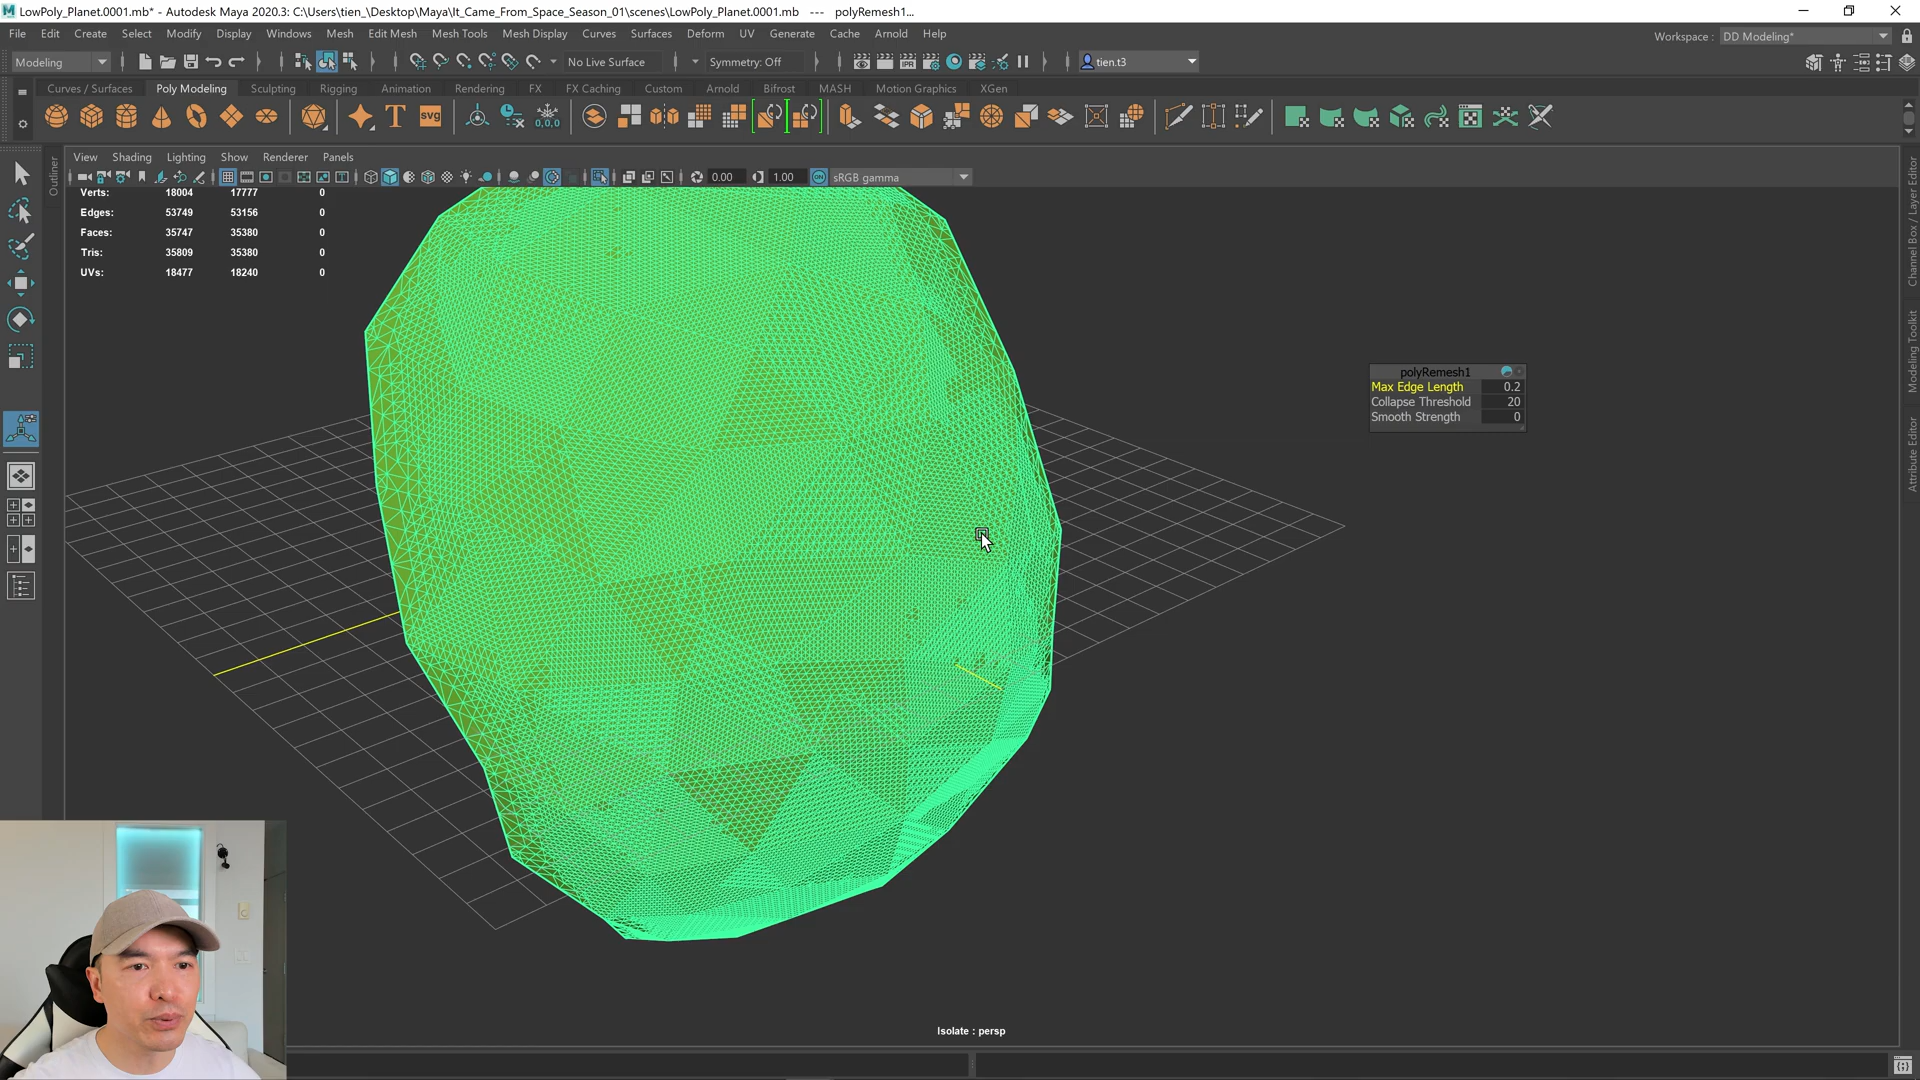 LowPoly_Planet.0001.mb* - Autodesk Maya 2020.3: C:\Users\tien_\Desktop\Maya\It_Came_From_Space_Season_01\scenes\LowPoly_Planet.0001.mb --- polyRemesh1...
File Edit Create Select Modify Display Windows Mesh Edit Mesh Mesh Tools Mesh Display Curves Surfaces Deform UV Generate Cache Arnold Help
Workspace : DD Modeling*
Modeling No Live Surface Symmetry: Off tien.t3
Curves / Surfaces Poly Modeling Sculpting Rigging Animation Rendering FX FX Caching Custom Arnold Bifrost MASH Motion Graphics XGen
T svg 0,0,0
View Shading Lighting Show Renderer Panels
0.00 1.00 ON sRGB gamma
Verts: 18004 17777 0
Edges: 53749 53156 0
Faces: 35747 35380 0
Tris: 35809 35380 0
UVs: 18477 18240 0
polyRemesh1
Max Edge Length 0.2
Collapse Threshold 20
Smooth Strength 0
Outliner
Channel Box / Layer Editor
Modeling Toolkit
Attribute Editor
Isolate : persp